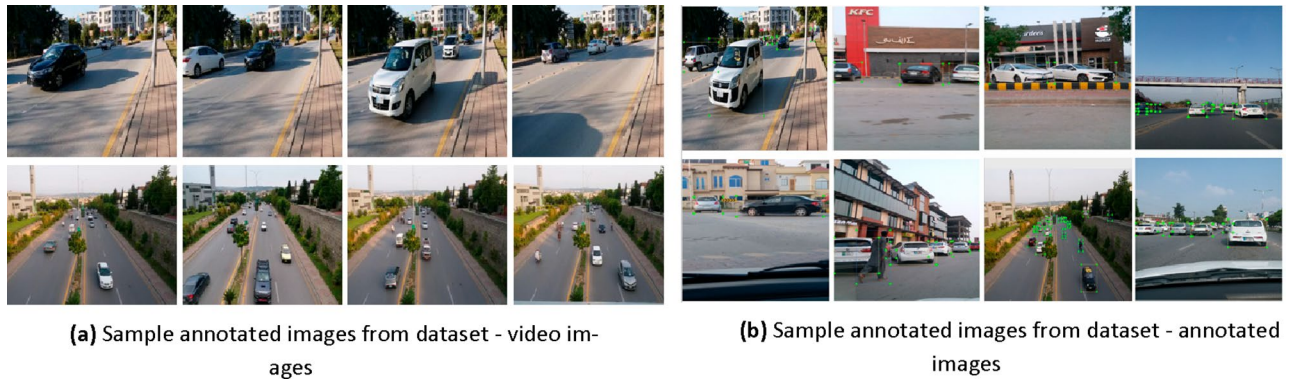 KFC
(a) Sample annotated images from dataset - video im-
ages
(b) Sample annotated images from dataset - annotated
images